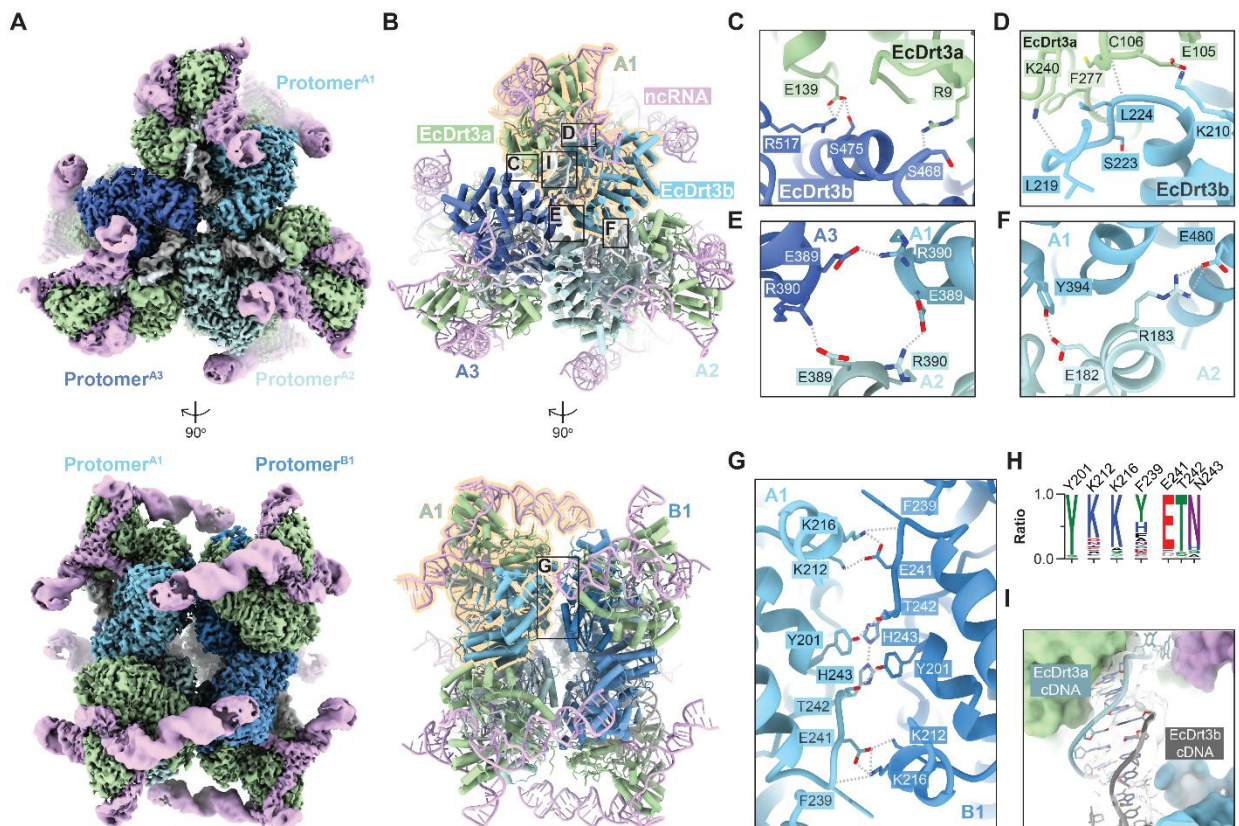 A
Protomer^A1
Protomer^A3
Protomer^A2
90°
Protomer^A1
Protomer^B1
B
A1
ncRNA
EcDrt3a
D
C
I
EcDrt3b
E
F
A3
A2
90°
A1
B1
G
C
EcDrt3a
E139
R9
R517
S475
S468
EcDrt3b
D
EcDrt3a
C106
E105
K240
F277
L224
K210
S223
L219
EcDrt3b
E
A3
A1
E389
R390
R390
E389
R390
E389
A2
F
A1
E480
Y394
R183
E182
A2
G
A1
F239
K216
K212
E241
T242
Y201
H243
H243
Y201
T242
E241
K212
K216
F239
B1
H
Y201
K212
K216
F239
E241
T242
N243
1.0
Ratio
0.0
Y K K Y E T N
H
I
EcDrt3a
cDNA
EcDrt3b
cDNA